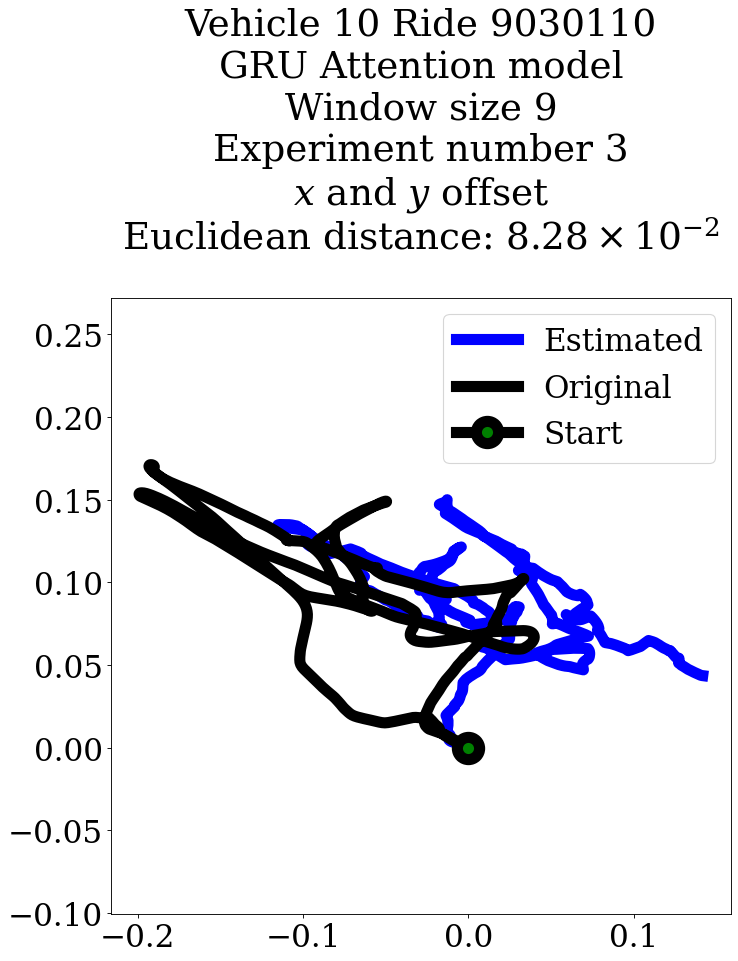 Vehicle 10 Ride 9030110
GRU Attention model
Window size 9
Experiment number 3
x and y offset
Euclidean distance: 8.28 × 10⁻²
Estimated
Original
Start
0.25
0.20
0.15
0.10
0.05
0.00
−0.05
−0.10
−0.2 −0.1 0.0 0.1